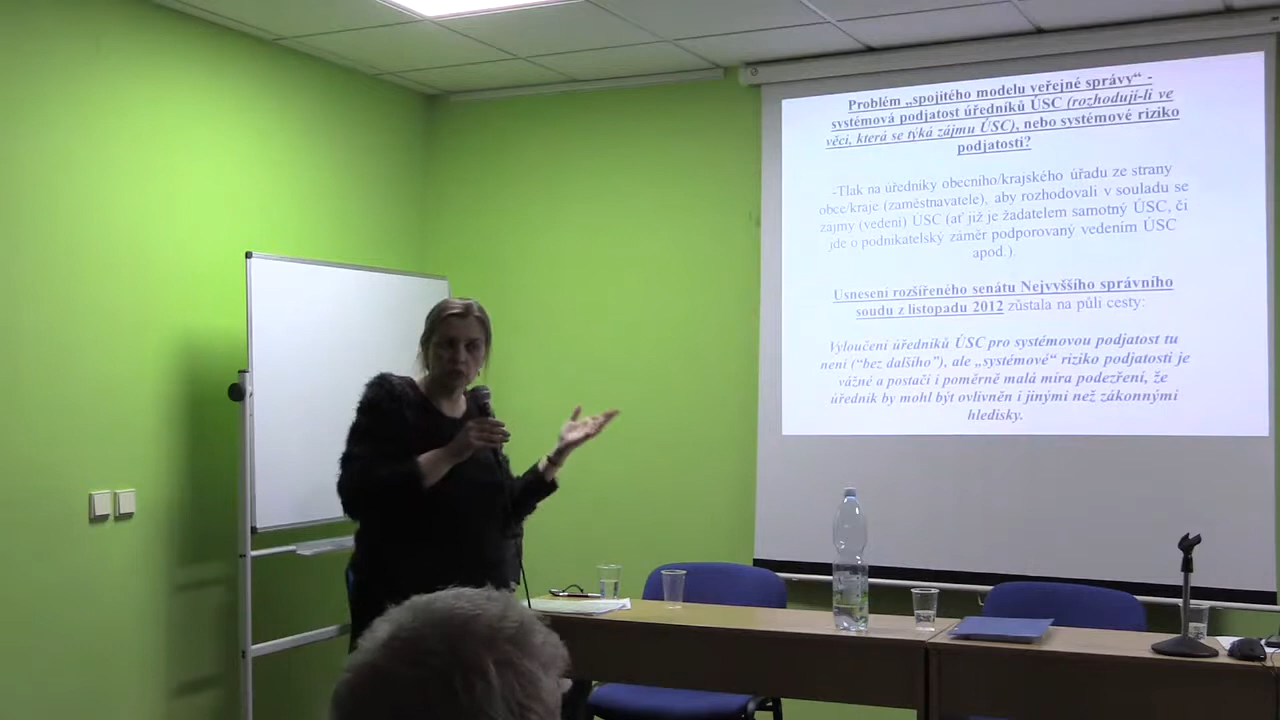 Problém „spojitého modelu veřejné správy“ -
systémová podjatost úředníků ÚSC (rozhodují-li ve
věci, která se týká zájmu ÚSC), nebo systémové riziko
podjatosti?
-Tlak na úředníky obecního/krajského úřadu ze strany
obce/kraje (zaměstnavatele), aby rozhodovali v souladu se
zájmy (vedení) ÚSC (ať již je žadatelem samotný ÚSC, či
jde o podnikatelský záměr podporovaný vedením ÚSC
apod.).
Usnesení rozšířeného senátu Nejvyššího správního
soudu z listopadu 2012 zůstala na půli cesty:
Vyloučení úředníků ÚSC pro systémovou podjatost tu
není (“bez dalšího”), ale „systémové“ riziko podjatosti je
vážné a postačí i poměrně malá míra podezření, že
úředník by mohl být ovlivněn i jinými než zákonnými
hledisky.